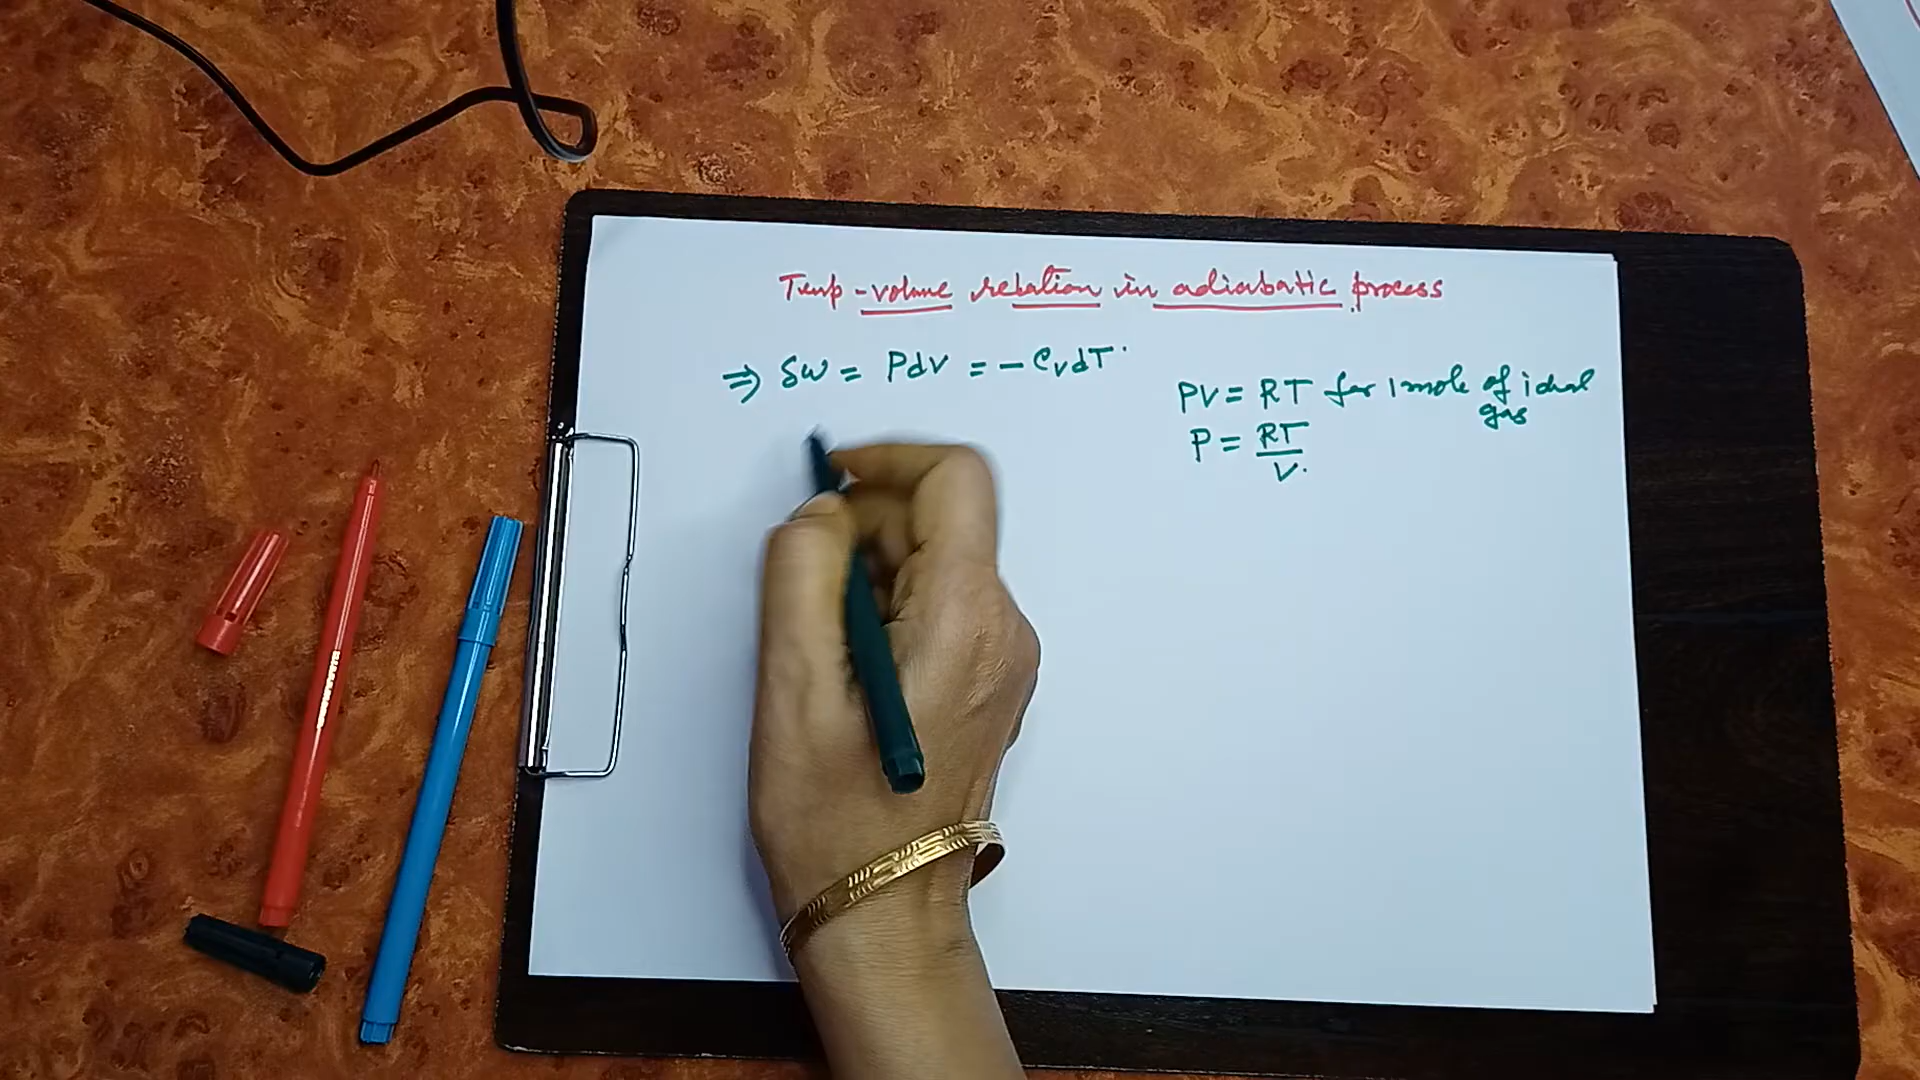 Temp-volume relation in adiabatic process
⇒ δw = PdV = -CvdT
PV = RT for 1 mole of ideal
gas
P = RT
V